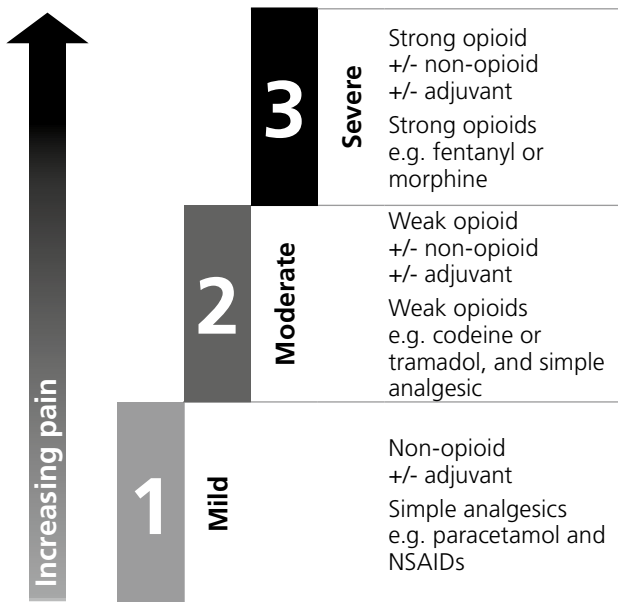 3
Severe
Strong opioid
+/- non-opioid
+/- adjuvant
Strong opioids
e.g. fentanyl or
morphine
2
Moderate
Weak opioid
+/- non-opioid
+/- adjuvant
Weak opioids
e.g. codeine or
tramadol, and simple
analgesic
Increasing pain
1
Mild
Non-opioid
+/- adjuvant
Simple analgesics
e.g. paracetamol and
NSAIDs